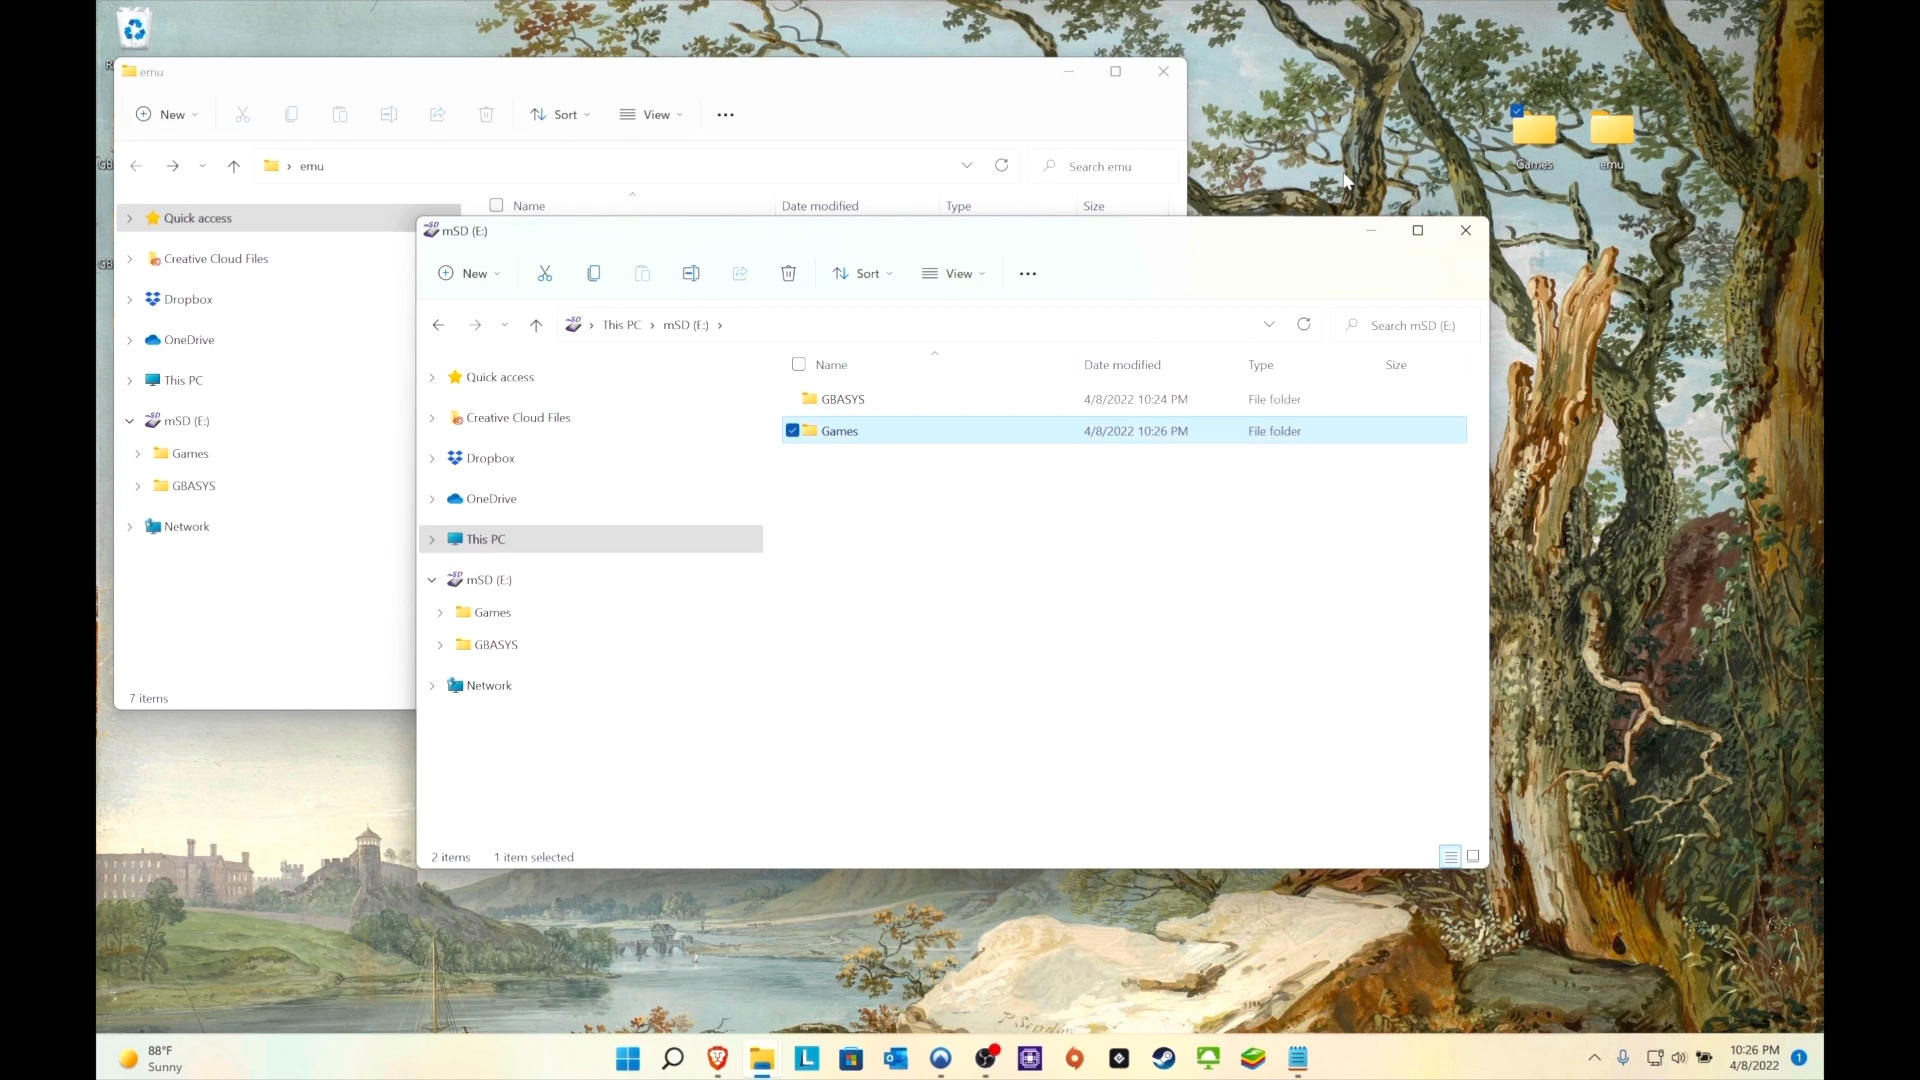 emu
New
Sort
View
emu
Search emu
Name
Date modified
Type
Size
Quick access
Creative Cloud Files
Dropbox
OneDrive
This PC
mSD (E:)
Games
GBASYS
Network
7 items
mSD (E:)
New
Sort
View
This PC
mSD (E:)
Search mSD (E:)
Name
Date modified
Type
Size
GBASYS
4/8/2022 10:24 PM
File folder
Games
4/8/2022 10:26 PM
File folder
Quick access
Creative Cloud Files
Dropbox
OneDrive
This PC
mSD (E:)
Games
GBASYS
Network
2 items
1 item selected
Games
emu
88°F
Sunny
10:26 PM
4/8/2022
1